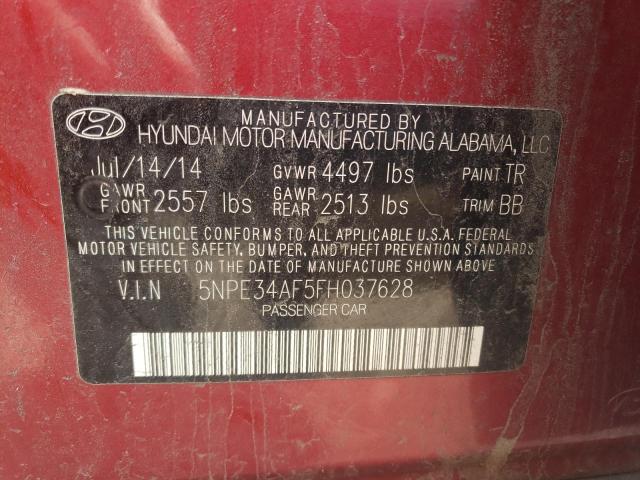 MANUFACTURED BY
HYUNDAI MOTOR MANUFACTURING ALABAMA, LLC
Jul/14/14 GVWR 4497 lbs PAINT TR
GAWR FRONT 2557 lbs GAWR REAR 2513 lbs TRIM BB
THIS VEHICLE CONFORMS TO ALL APPLICABLE U.S.A. FEDERAL
MOTOR VEHICLE SAFETY, BUMPER, AND THEFT PREVENTION STANDARDS
IN EFFECT ON THE DATE OF MANUFACTURE SHOWN ABOVE.
V.I.N 5NPE34AF5FH037628
PASSENGER CAR